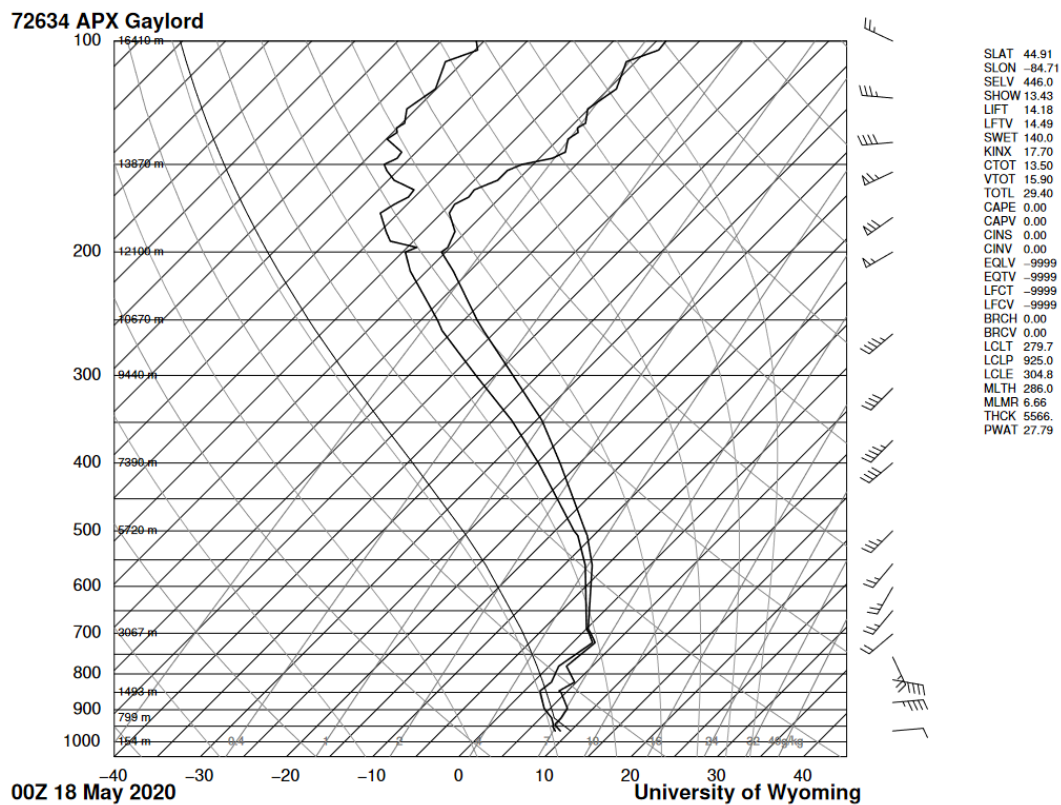 72634 APX Gaylord
100
16410 m
13870 m
200
12100 m
10670 m
300
9440 m
400
7390 m
500
5720 m
600
700
3067 m
800
1493 m
900
799 m
1000
154 m
0.4 1 2 4 7 10 16 24 32 40g/kg
−40 −30 −20 −10 0 10 20 30 40
00Z 18 May 2020 University of Wyoming
SLAT 44.91
SLON −84.71
SELV 446.0
SHOW 13.43
LIFT 14.18
LFTV 14.49
SWET 140.0
KINX 17.70
CTOT 13.50
VTOT 15.90
TOTL 29.40
CAPE 0.00
CAPV 0.00
CINS 0.00
CINV 0.00
EQLV −9999
EQTV −9999
LFCT −9999
LFCV −9999
BRCH 0.00
BRCV 0.00
LCLT 279.7
LCLP 925.0
LCLE 304.8
MLTH 286.0
MLMR 6.66
THCK 5566.
PWAT 27.79